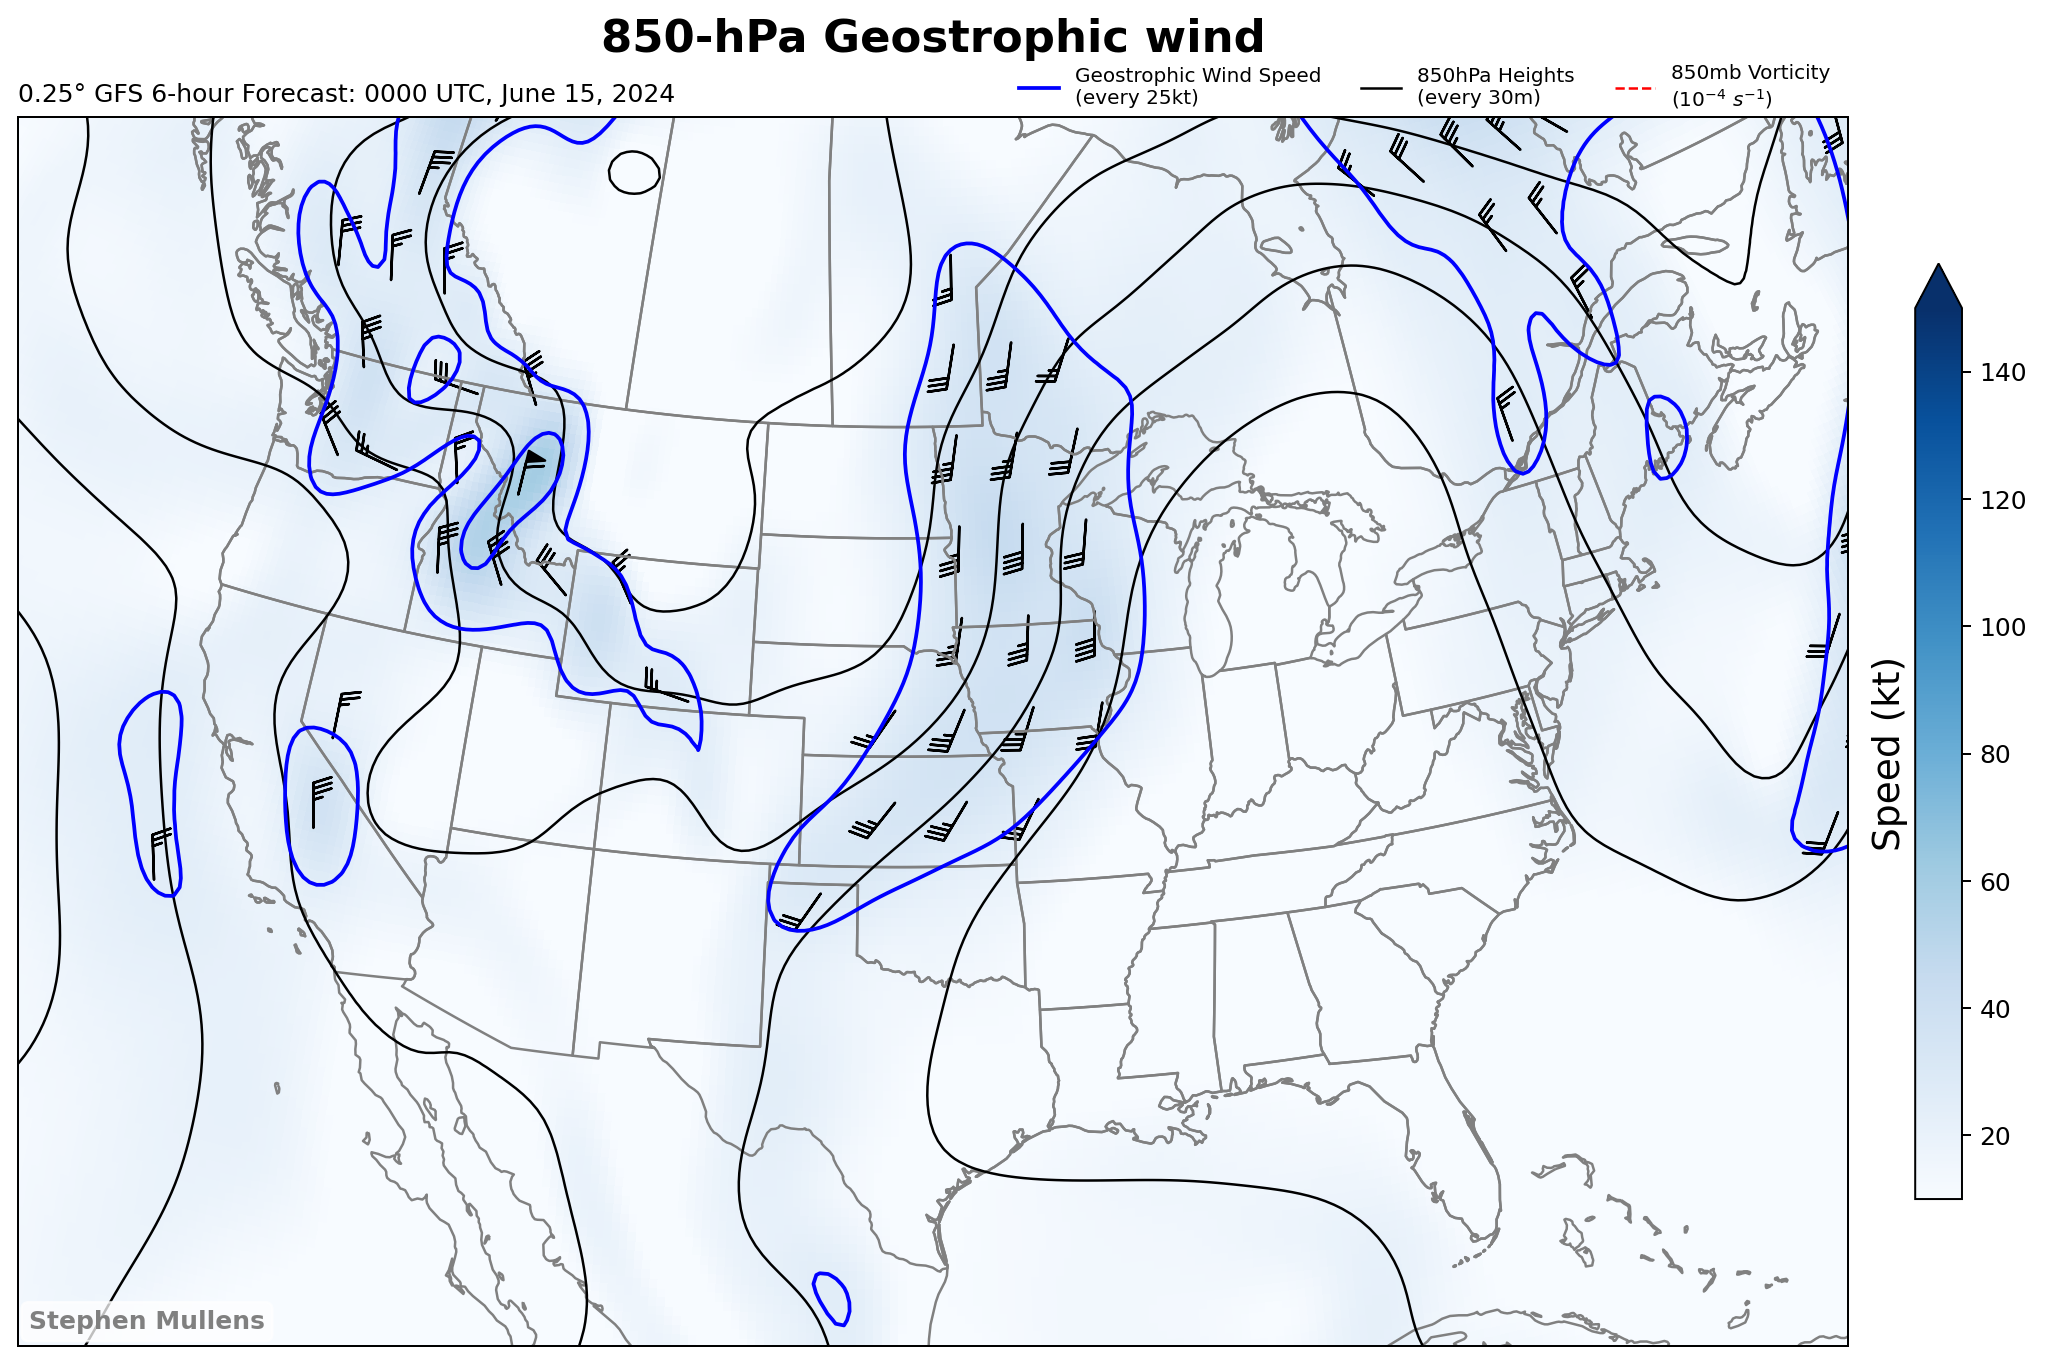 850-hPa Geostrophic wind
0.25° GFS 6-hour Forecast: 0000 UTC, June 15, 2024
Geostrophic Wind Speed
(every 25kt)
850hPa Heights
(every 30m)
850mb Vorticity
(10⁻⁴ s⁻¹)
140
120
100
80
60
40
20
Speed (kt)
Stephen Mullens